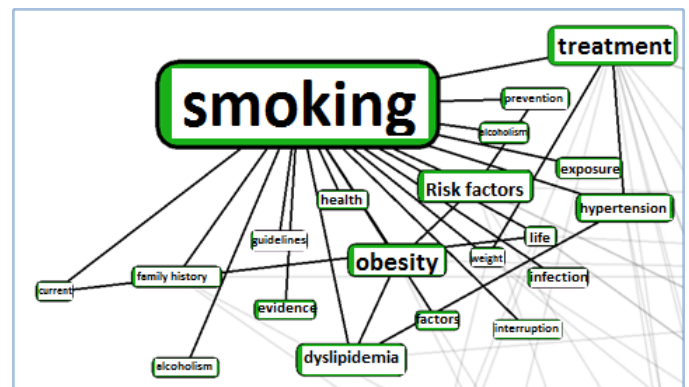 treatment
smoking
prevention
alcoholism
exposure
Risk factors
health
hypertension
guidelines
life
obesity
weight
family history
infection
current
evidence
factors
interruption
dyslipidemia
alcoholism